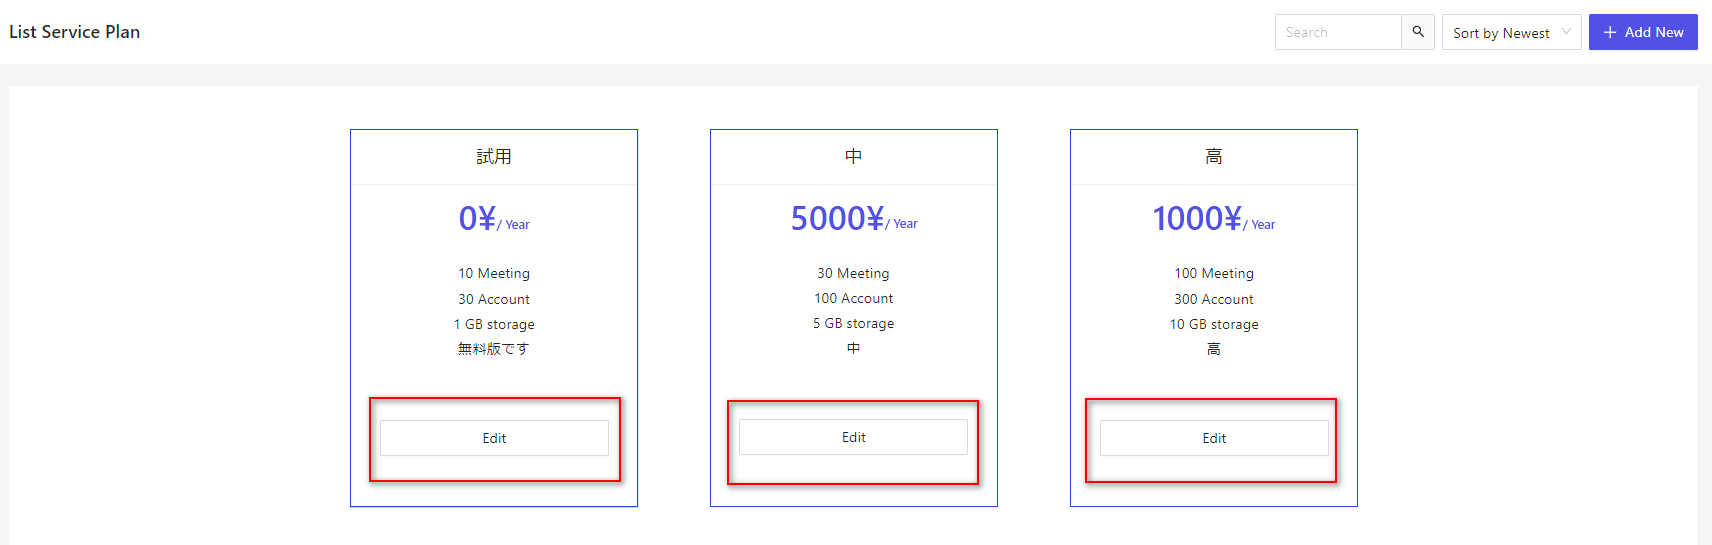 List Service Plan
Search
Sort by Newest
Add New
試用
0¥/ Year
10 Meeting
30 Account
1 GB storage
無料版です
Edit
中
5000¥/ Year
30 Meeting
100 Account
5 GB storage
中
Edit
高
1000¥/ Year
100 Meeting
300 Account
10 GB storage
高
Edit